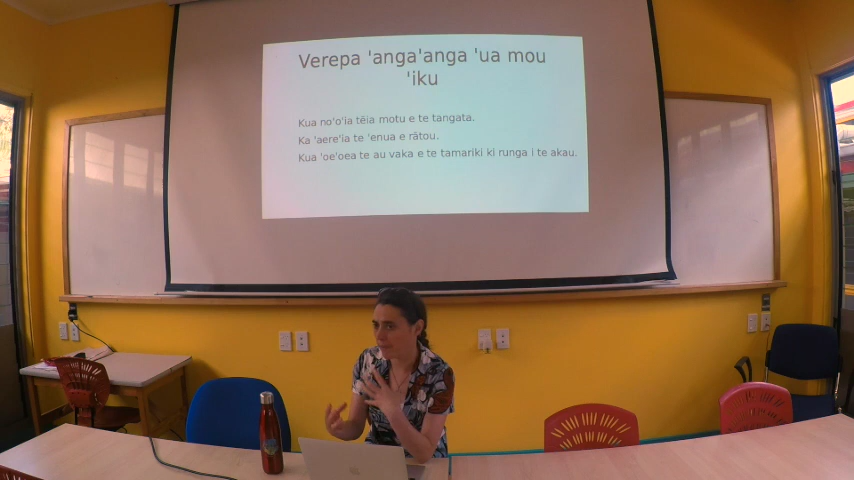 Verepa 'anga'anga 'ua mou
'iku
Kua no'o'ia tēia motu e te tangata.
Ka 'aere'ia te 'enua e rātou.
Kua 'oe'oea te au vaka e te tamariki ki runga i te akau.